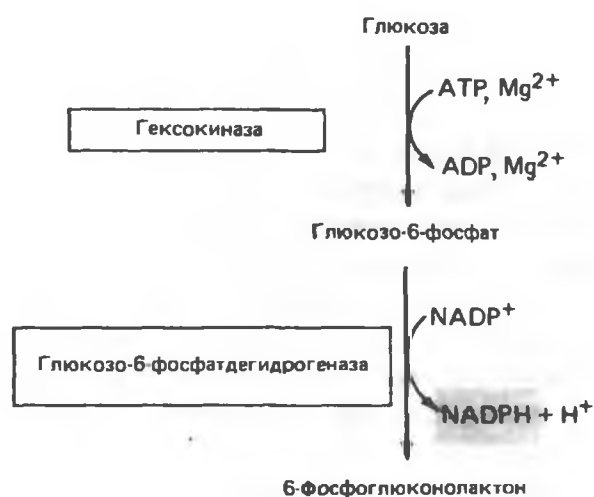 Глюкоза
ATP, Mg2+
Гексокиназа
ADP, Mg2+
Глюкозо-6-фосфат
NADP+
Глюкозо-6-фосфатдегидрогеназа
NADPH + H+
6-Фосфоглюконолактон